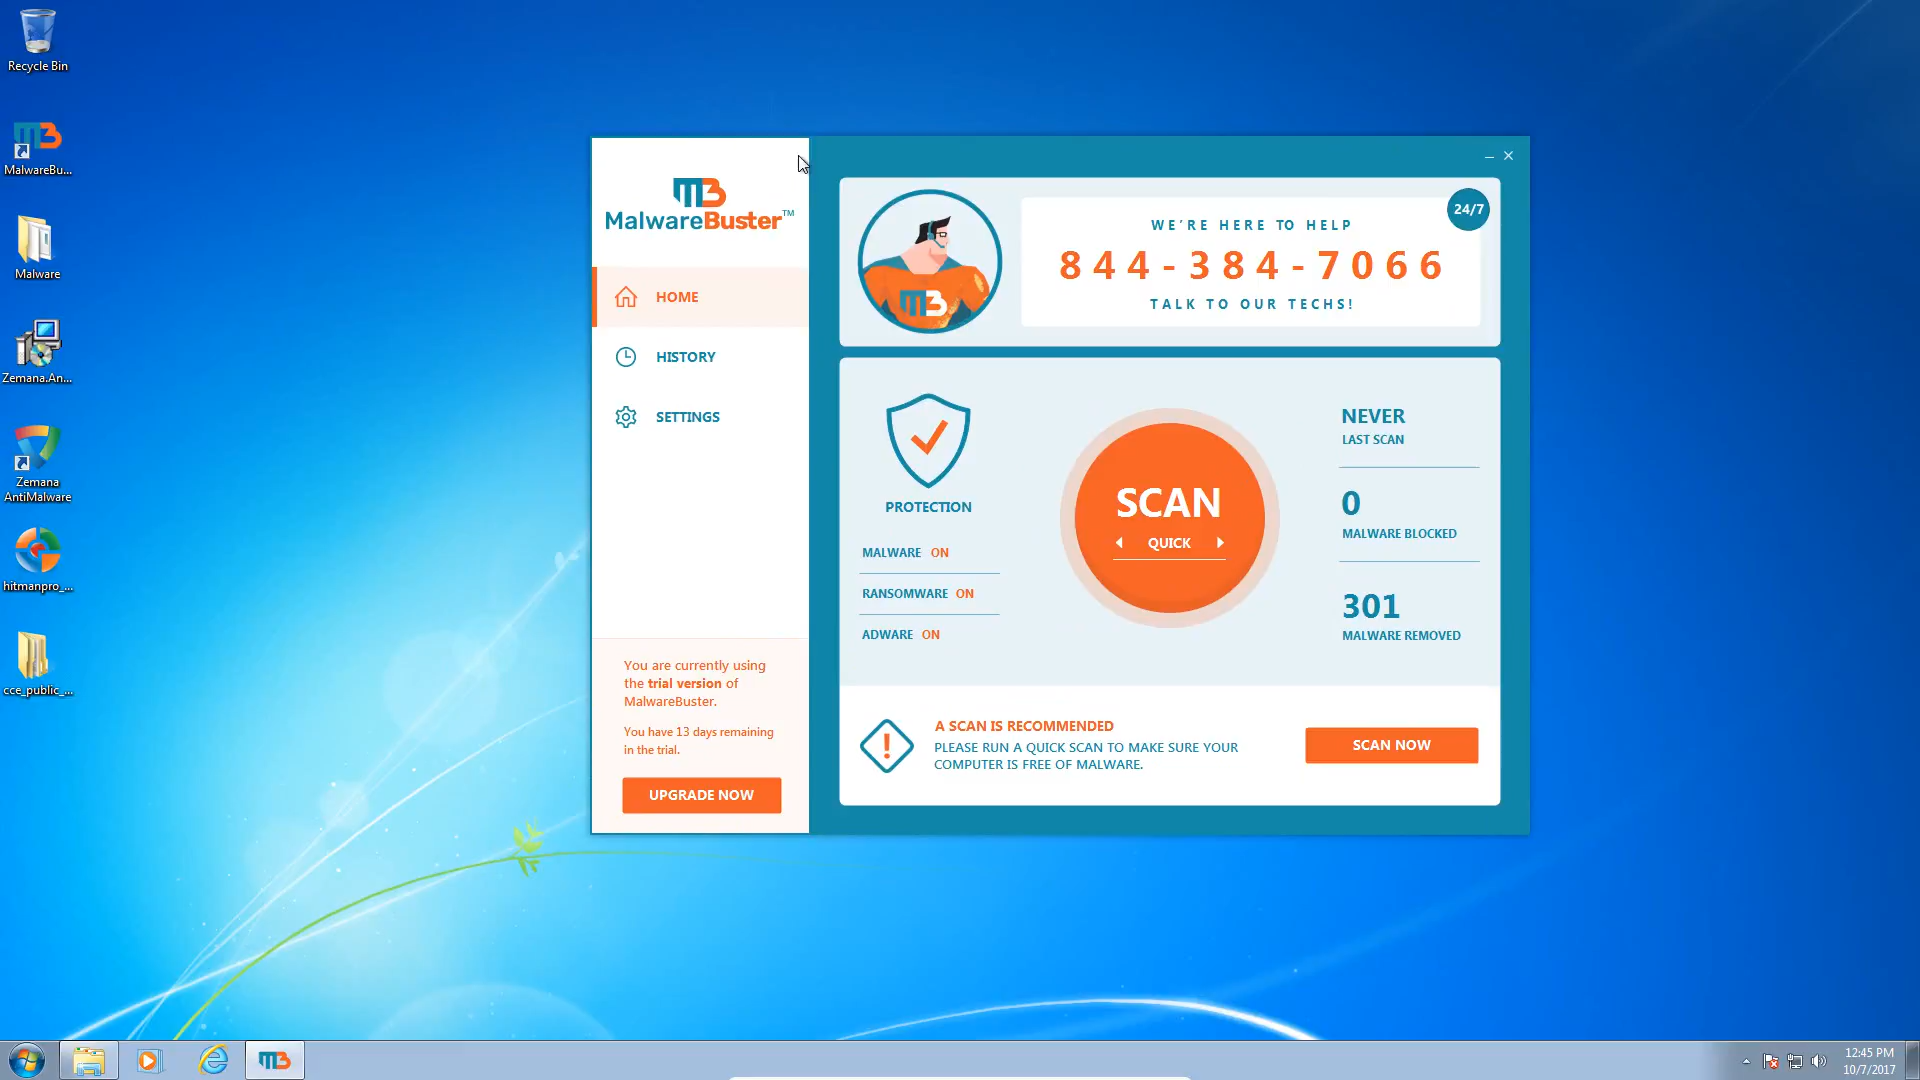 Recycle Bin
MalwareBu...
Malware
Zemana.An...
Zemana
AntiMalware
hitmanpro_...
cce_public_...
M3
MalwareBuster™
HOME
HISTORY
SETTINGS
You are currently using
the trial version of
MalwareBuster.
You have 13 days remaining
in the trial.
UPGRADE NOW
24/7
WE'RE HERE TO HELP
844-384-7066
TALK TO OUR TECHS!
PROTECTION
MALWARE ON
RANSOMWARE ON
ADWARE ON
SCAN
QUICK
NEVER
LAST SCAN
0
MALWARE BLOCKED
301
MALWARE REMOVED
A SCAN IS RECOMMENDED
PLEASE RUN A QUICK SCAN TO MAKE SURE YOUR
COMPUTER IS FREE OF MALWARE.
SCAN NOW
12:45 PM
10/7/2017